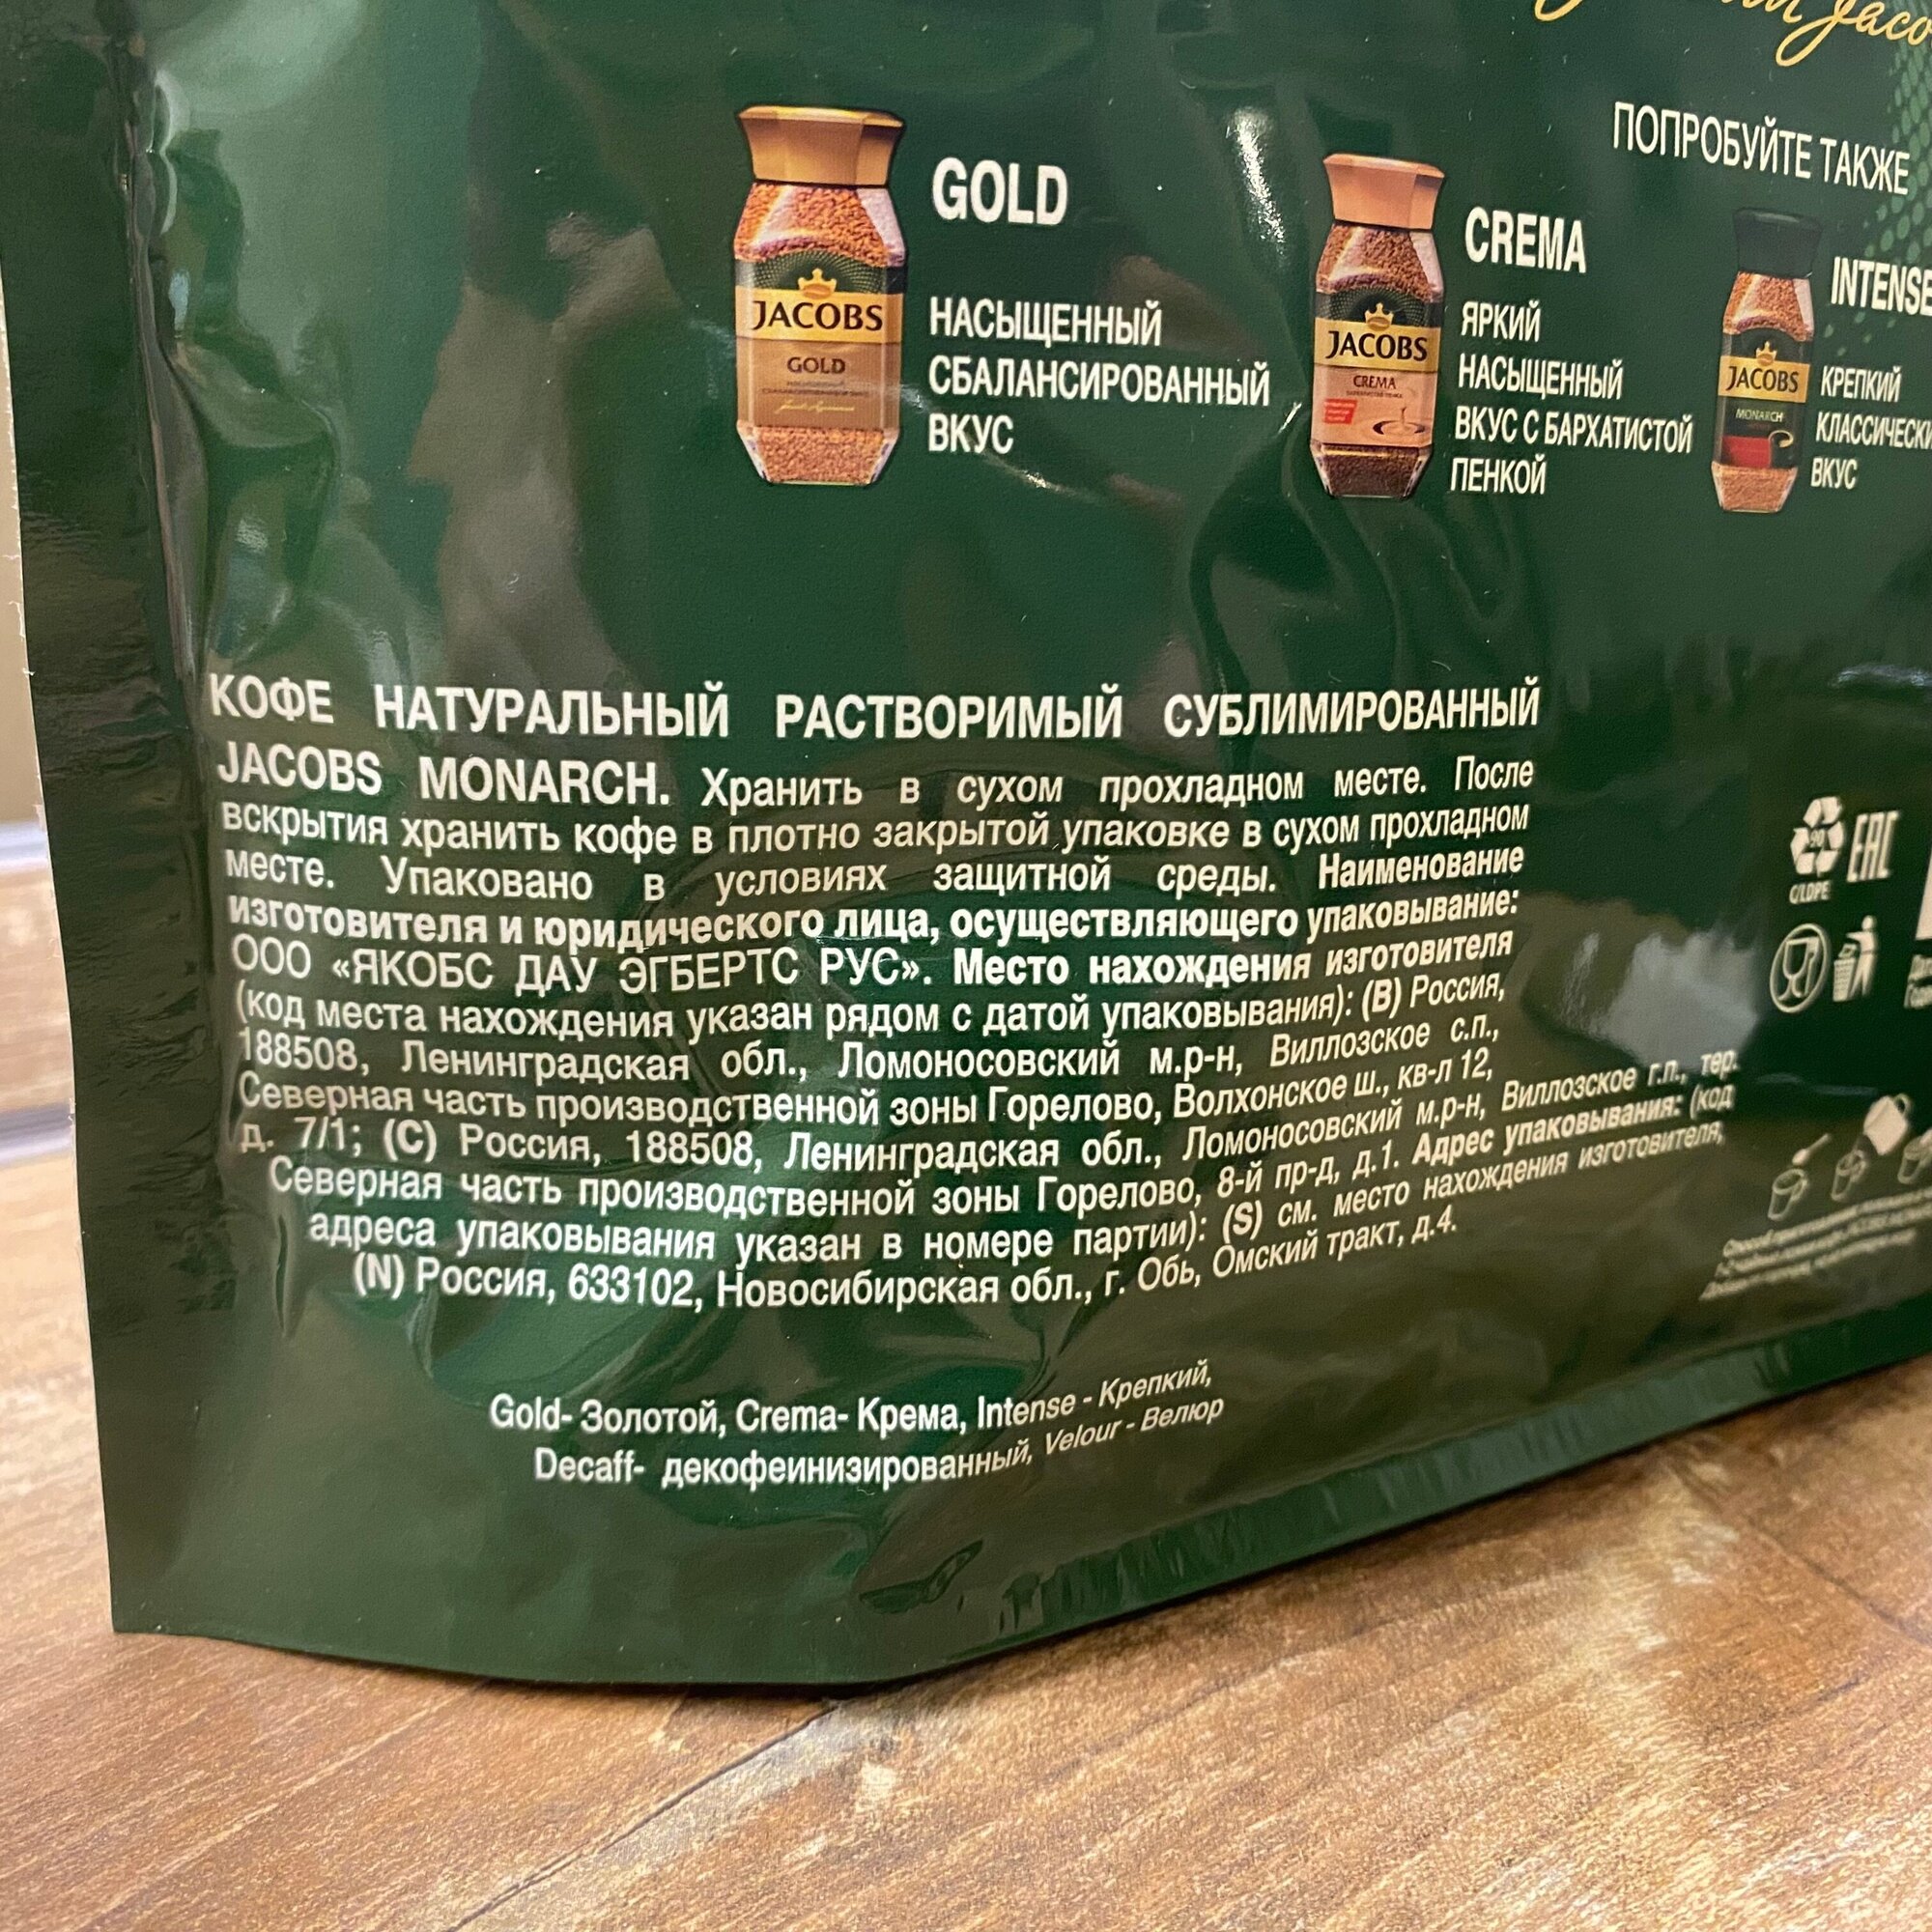 ПОПРОБУЙТЕ ТАКЖЕ
GOLD
НАСЫЩЕННЫЙ
СБАЛАНСИРОВАННЫЙ
ВКУС
JACOBS
GOLD
CREMA
ЯРКИЙ
НАСЫЩЕННЫЙ
ВКУС С БАРХАТИСТОЙ
ПЕНКОЙ
JACOBS
CREMA
INTENSE
КРЕПКИЙ
ВКУС
JACOBS
MONARCH
КОФЕ НАТУРАЛЬНЫЙ РАСТВОРИМЫЙ СУБЛИМИРОВАННЫЙ
JACOBS MONARCH. Хранить в сухом прохладном месте. После
вскрытия хранить кофе в плотно закрытой упаковке в сухом прохладном
месте. Упаковано в условиях защитной среды. Наименование
изготовителя и юридического лица, осуществляющего упаковывание:
ООО «ЯКОБС ДАУ ЭГБЕРТС РУС». Место нахождения изготовителя
(код места нахождения указан рядом с датой упаковывания): (B) Россия,
188508, Ленинградская обл., Ломоносовский м.р-н, Виллозское с.п.,
Северная часть производственной зоны Горелово, Волхонское ш., кв-л 12,
д. 7/1; (C) Россия, 188508, Ленинградская обл., Ломоносовский м.р-н, Виллозское г.п., тер.
Северная часть производственной зоны Горелово, 8-й пр-д, д.1. Адрес упаковывания: (код
адреса упаковывания указан в номере партии): (S) см. место нахождения изготовителя,
(N) Россия, 633102, Новосибирская обл., г. Обь, Омский тракт, д.4.
EAC
C/LDPE
Gold- Золотой, Crema- Крема, Intense - Крепкий,
Decaff- декофеинизированный, Velour - Велюр